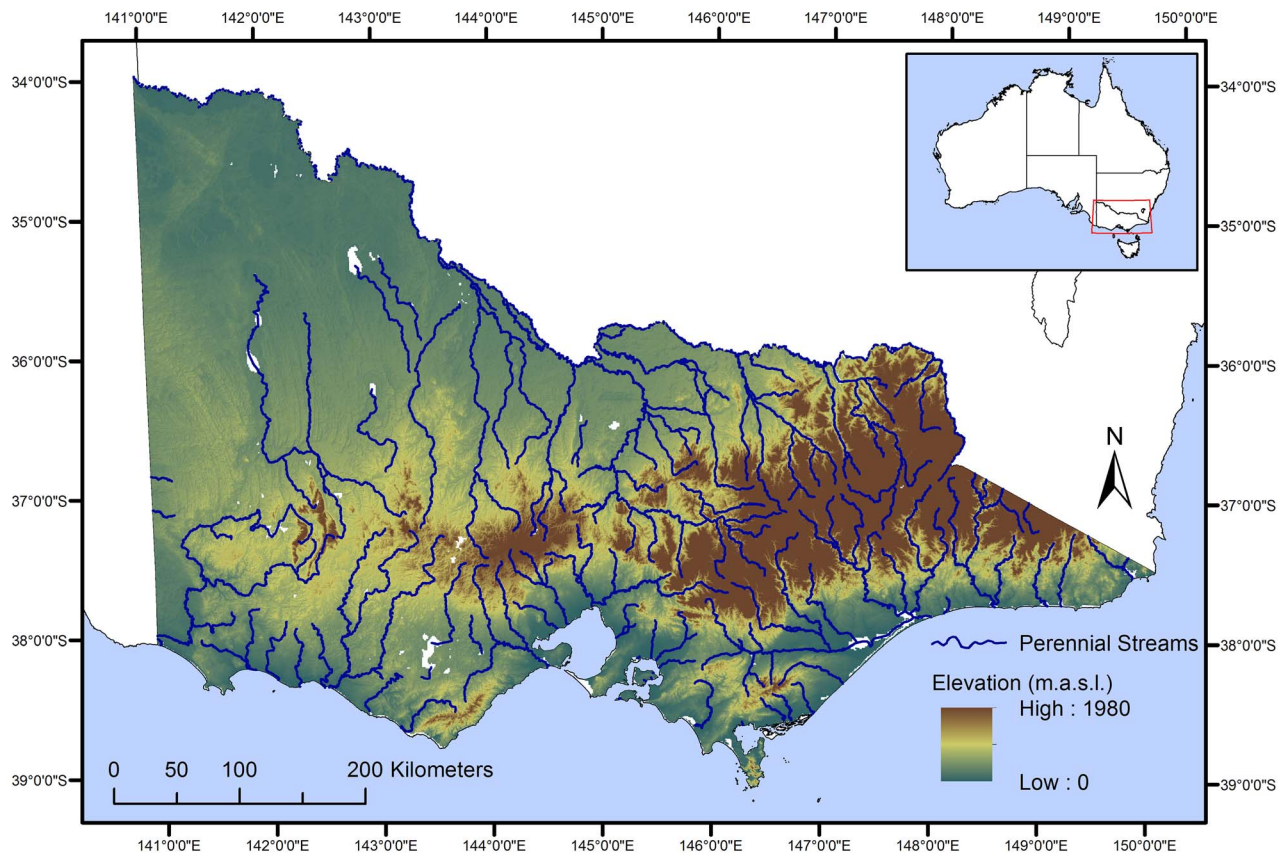 141°0'0"E 142°0'0"E 143°0'0"E 144°0'0"E 145°0'0"E 146°0'0"E 147°0'0"E 148°0'0"E 149°0'0"E 150°0'0"E
34°0'0"S 34°0'0"S
35°0'0"S 35°0'0"S
36°0'0"S 36°0'0"S
N
37°0'0"S 37°0'0"S
38°0'0"S 38°0'0"S
Perennial Streams
Elevation (m.a.s.l.)
High : 1980
Low : 0
0 50 100 200 Kilometers
39°0'0"S 39°0'0"S
141°0'0"E 142°0'0"E 143°0'0"E 144°0'0"E 145°0'0"E 146°0'0"E 147°0'0"E 148°0'0"E 149°0'0"E 150°0'0"E